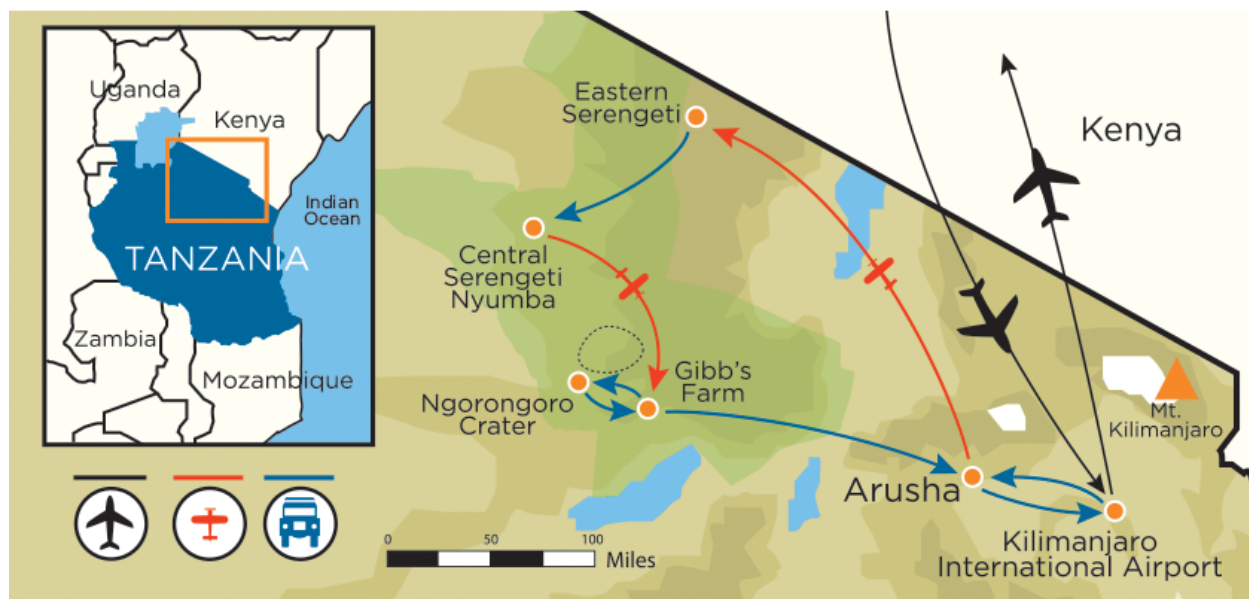 Uganda
Kenya
Indian
Ocean
TANZANIA
Zambia
Mozambique
Eastern
Serengeti
Kenya
Central
Serengeti
Nyumba
Gibb's
Farm
Ngorongoro
Crater
Mt.
Kilimanjaro
Arusha
Kilimanjaro
International Airport
0 50 100
Miles